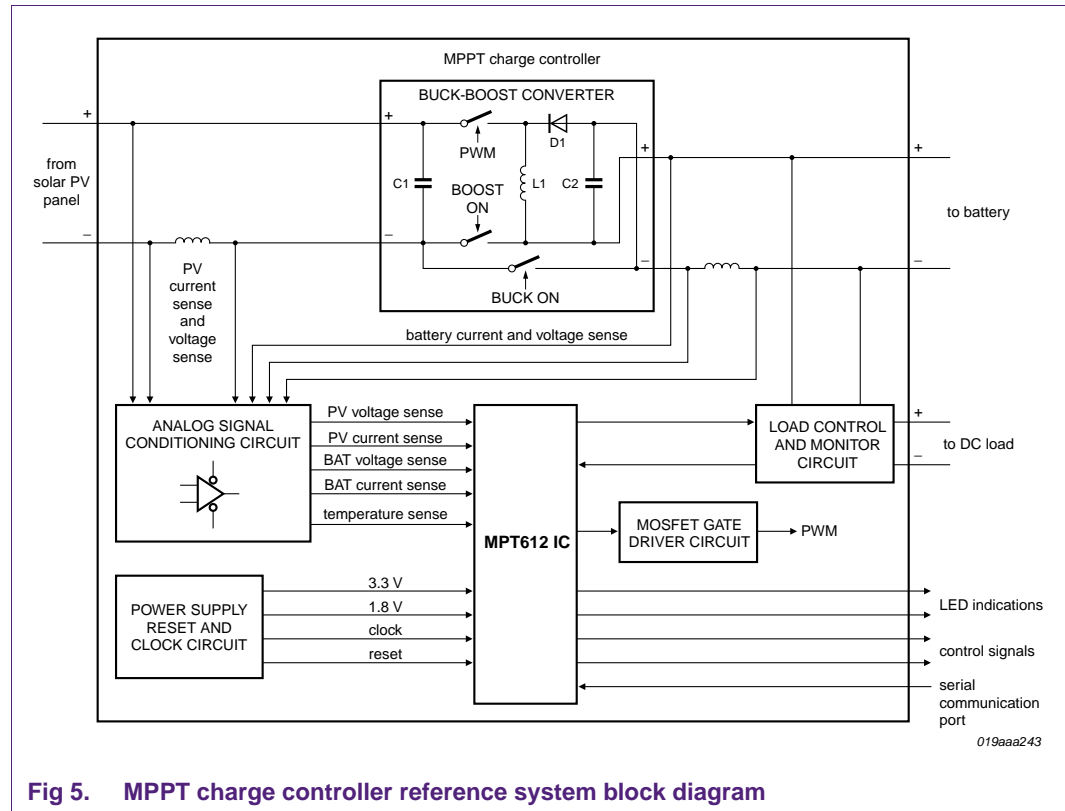 MPPT charge controller
BUCK-BOOST CONVERTER
+
+
from
solar PV
panel
PWM
D1
C1
L1
C2
BOOST
ON
+
+
to battery
−
−
−
−
BUCK ON
PV
current
sense
and
voltage
sense
battery current and voltage sense
ANALOG SIGNAL
CONDITIONING CIRCUIT
PV voltage sense
PV current sense
BAT voltage sense
BAT current sense
temperature sense
MPT612 IC
LOAD CONTROL
AND MONITOR
CIRCUIT
+
to DC load
−
MOSFET GATE
DRIVER CIRCUIT
PWM
POWER SUPPLY
RESET AND
CLOCK CIRCUIT
3.3 V
1.8 V
clock
reset
LED indications
control signals
serial
communication
port
019aaa243
Fig 5. MPPT charge controller reference system block diagram